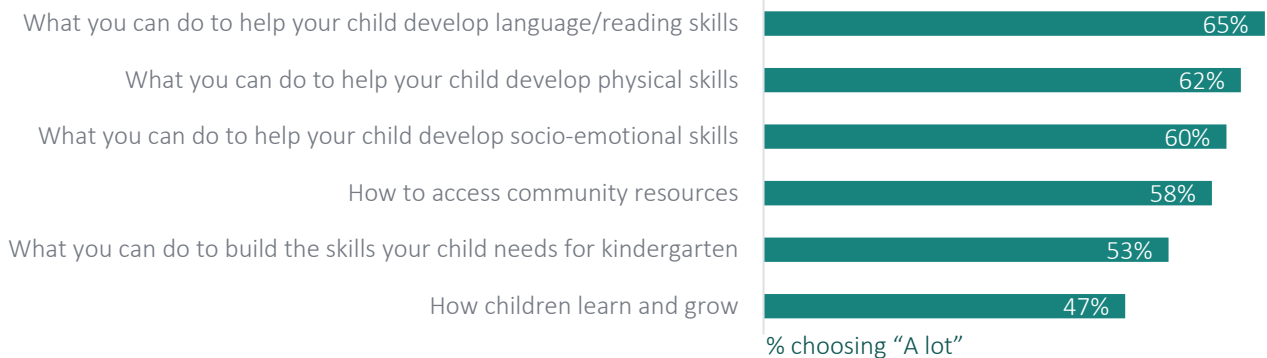 What you can do to help your child develop language/reading skills 65%
What you can do to help your child develop physical skills 62%
What you can do to help your child develop socio-emotional skills 60%
How to access community resources 58%
What you can do to build the skills your child needs for kindergarten 53%
How children learn and grow 47%
% choosing “A lot”